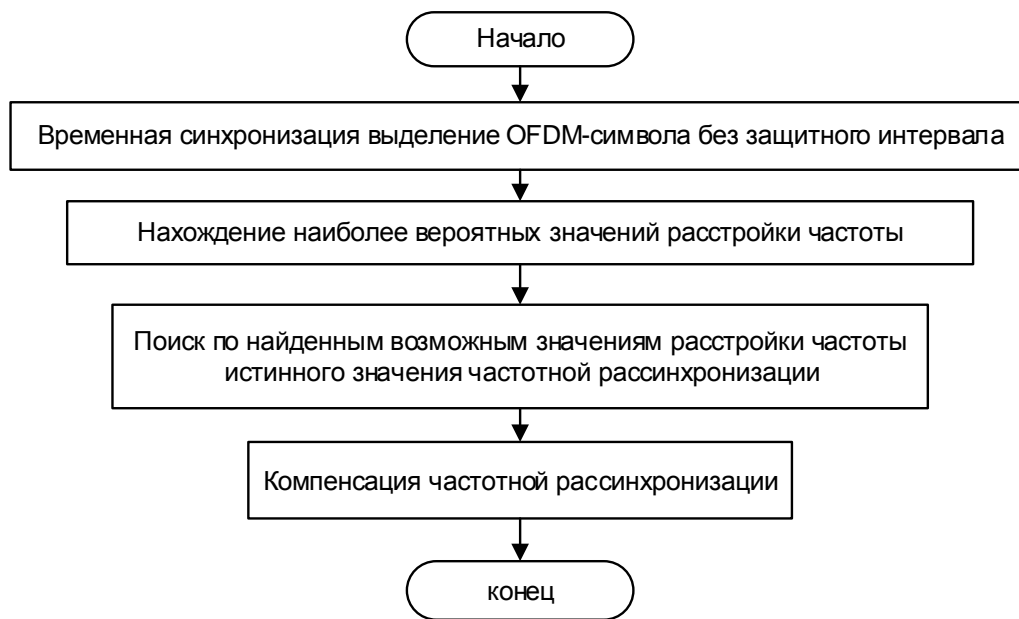 Начало
Временная синхронизация выделение OFDM-символа без защитного интервала
Нахождение наиболее вероятных значений расстройки частоты
Поиск по найденным возможным значениям расстройки частоты
истинного значения частотной рассинхронизации
Компенсация частотной рассинхронизации
конец